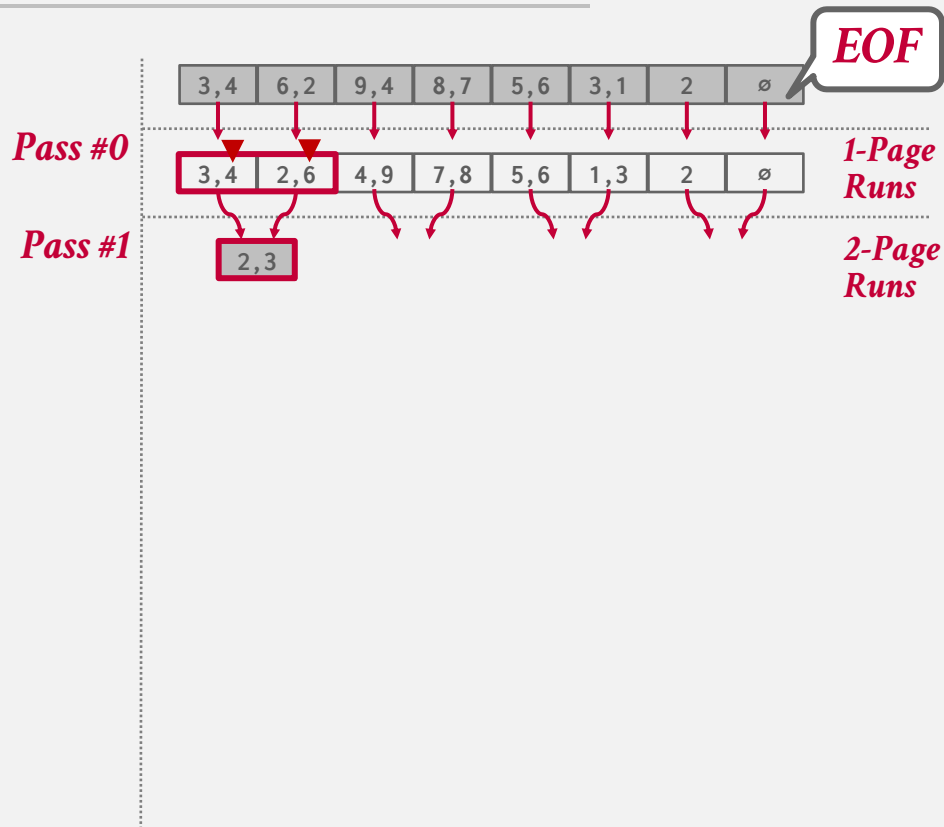 EOF
3,4 6,2 9,4 8,7 5,6 3,1 2 ∅
Pass #0
1-Page
Runs
3,4 2,6 4,9 7,8 5,6 1,3 2 ∅
Pass #1
2-Page
Runs
2,3